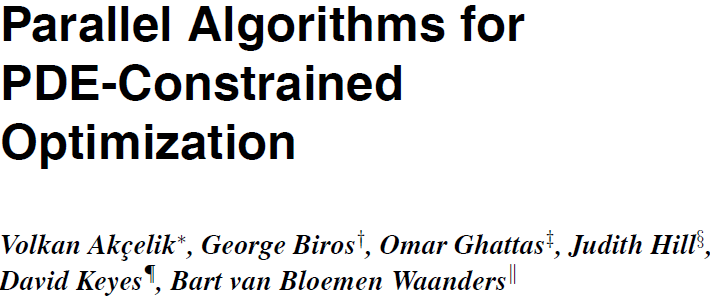 Parallel Algorithms for
PDE-Constrained
Optimization
Volkan Akçelik*, George Biros†, Omar Ghattas‡, Judith Hill§,
David Keyes¶, Bart van Bloemen Waanders‖